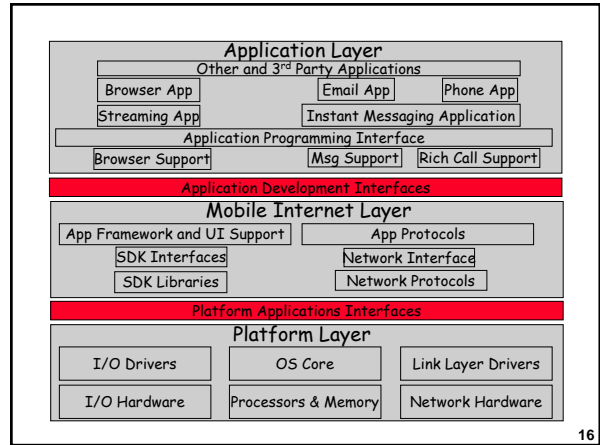 Application Layer
Other and 3rd Party Applications
Browser App Email App Phone App
Streaming App Instant Messaging Application
Application Programming Interface
Browser Support Msg Support Rich Call Support
Application Development Interfaces
Mobile Internet Layer
App Framework and UI Support App Protocols
SDK Interfaces Network Interface
SDK Libraries Network Protocols
Platform Applications Interfaces
Platform Layer
I/O Drivers OS Core Link Layer Drivers
I/O Hardware Processors & Memory Network Hardware
16